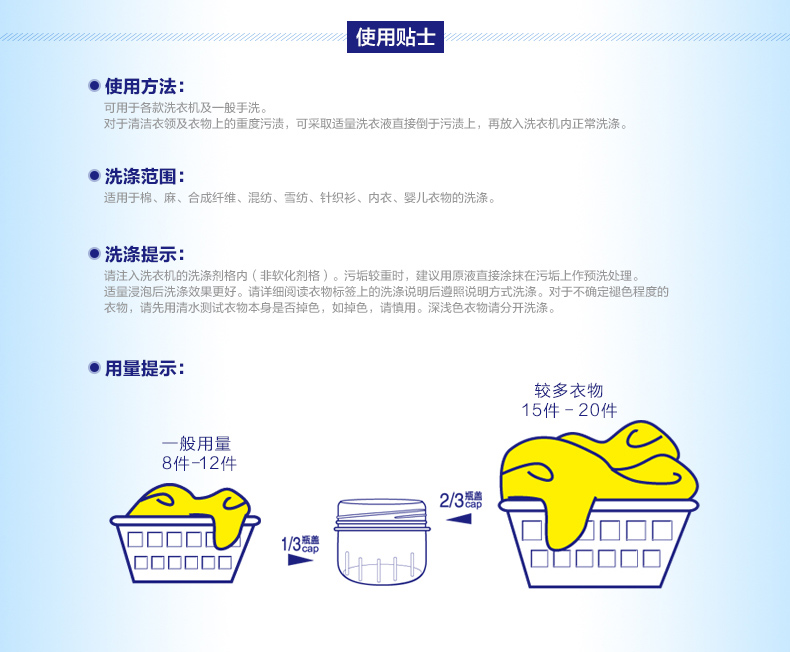 使用贴士
使用方法：
可用于各款洗衣机及一般手洗。
对于清洁衣领及衣物上的重度污渍，可采取适量洗衣液直接倒于污渍上，再放入洗衣机内正常洗涤。
洗涤范围：
适用于棉、麻、合成纤维、混纺、雪纺、针织衫、内衣、婴儿衣物的洗涤。
洗涤提示：
请注入洗衣机的洗涤剂格内（非软化剂格）。污垢较重时，建议用原液直接涂抹在污垢上作预洗处理。
适量浸泡后洗涤效果更好。请详细阅读衣物标签上的洗涤说明后遵照说明方式洗涤。对于不确定褪色程度的
衣物，请先用清水测试衣物本身是否掉色，如掉色，请慎用。深浅色衣物请分开洗涤。
用量提示：
较多衣物
15件－20件
一般用量
8件-12件
2/3瓶盖
cap
1/3瓶盖
cap